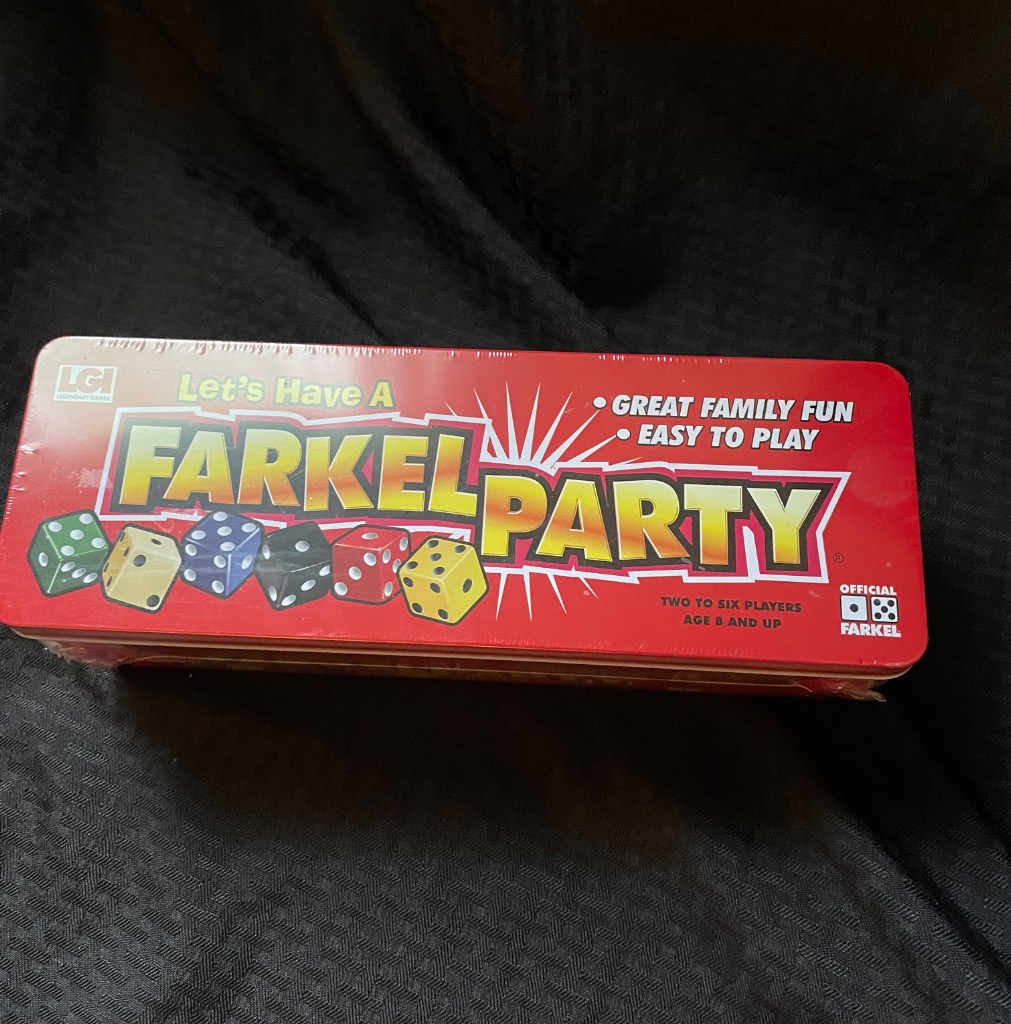 LGI
LEGENDARY GAMES
Let's Have A
FARKEL
PARTY
®
• GREAT FAMILY FUN
• EASY TO PLAY
TWO TO SIX PLAYERS
AGE 8 AND UP
OFFICIAL
FARKEL